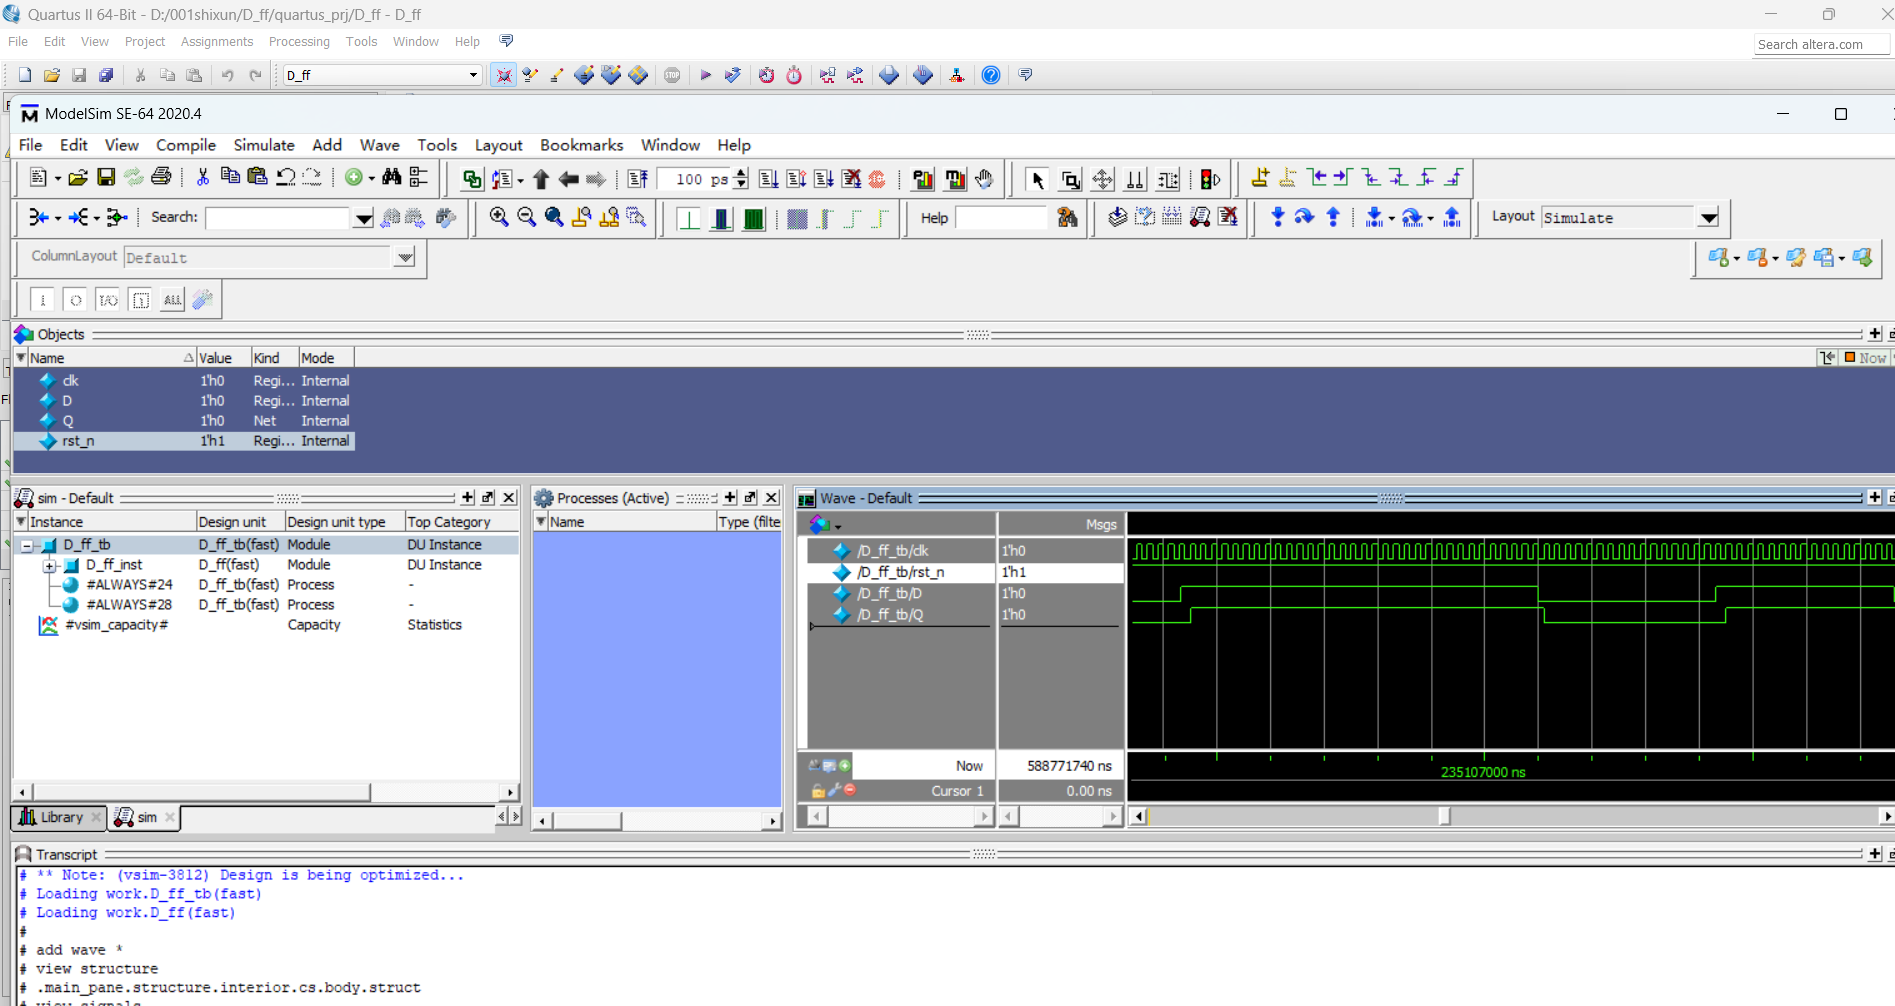 Quartus II 64-Bit - D:/001shixun/D_ff/quartus_prj/D_ff - D_ff
File Edit View Project Assignments Processing Tools Window Help
Search altera.com
D_ff
STOP
ModelSim SE-64 2020.4
File Edit View Compile Simulate Add Wave Tools Layout Bookmarks Window Help
100 ps
Search:
Help
Layout Simulate
ColumnLayout Default
ALL
Objects
Name Value Kind Mode
Now
clk 1'h0 Regi... Internal
D 1'h0 Regi... Internal
Q 1'h0 Net Internal
rst_n 1'h1 Regi... Internal
sim - Default
Instance Design unit Design unit type Top Category
D_ff_tb D_ff_tb(fast) Module DU Instance
D_ff_inst D_ff(fast) Module DU Instance
#ALWAYS#24 D_ff_tb(fast) Process -
#ALWAYS#28 D_ff_tb(fast) Process -
#vsim_capacity# Capacity Statistics
Library sim
Processes (Active)
Name Type (filte
Wave - Default
Msgs
/D_ff_tb/clk 1'h0
/D_ff_tb/rst_n 1'h1
/D_ff_tb/D 1'h0
/D_ff_tb/Q 1'h0
Now 588771740 ns
235107000 ns
Cursor 1 0.00 ns
Transcript
# ** Note: (vsim-3812) Design is being optimized...
# Loading work.D_ff_tb(fast)
# Loading work.D_ff(fast)
#
# add wave *
# view structure
# .main_pane.structure.interior.cs.body.struct
# view signals